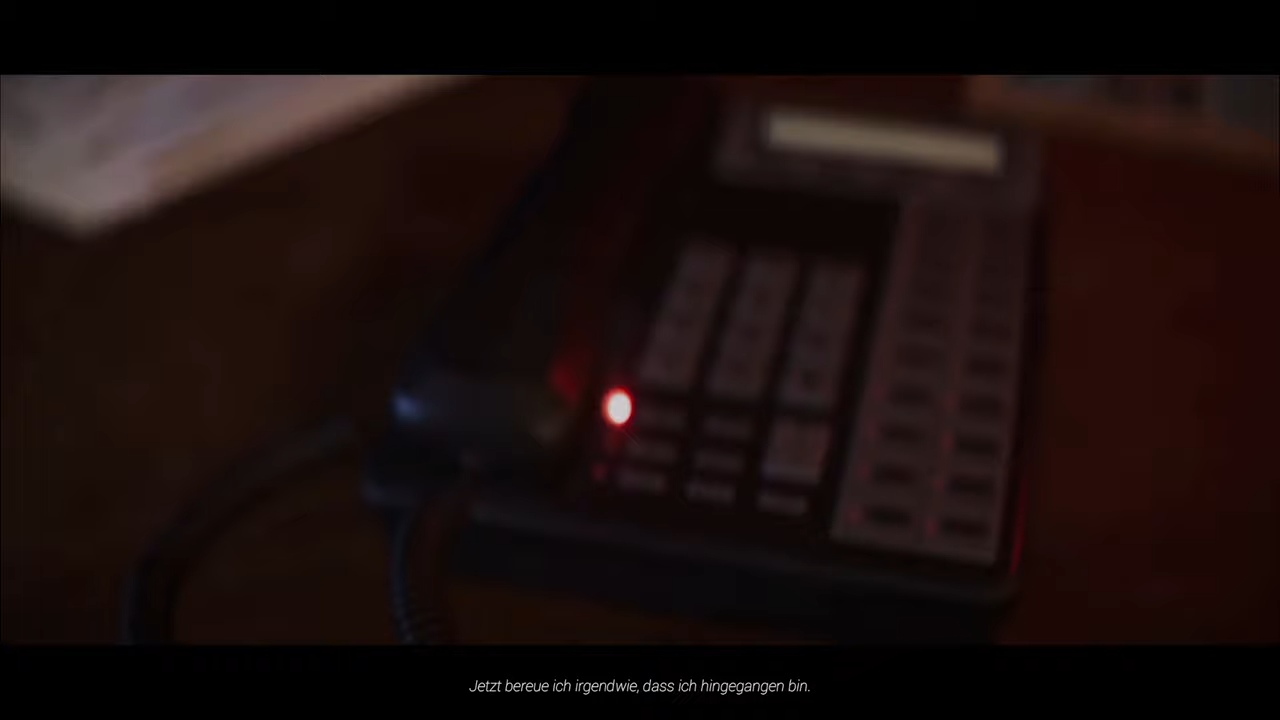 Jetzt bereue ich irgendwie, dass ich hingegangen bin.